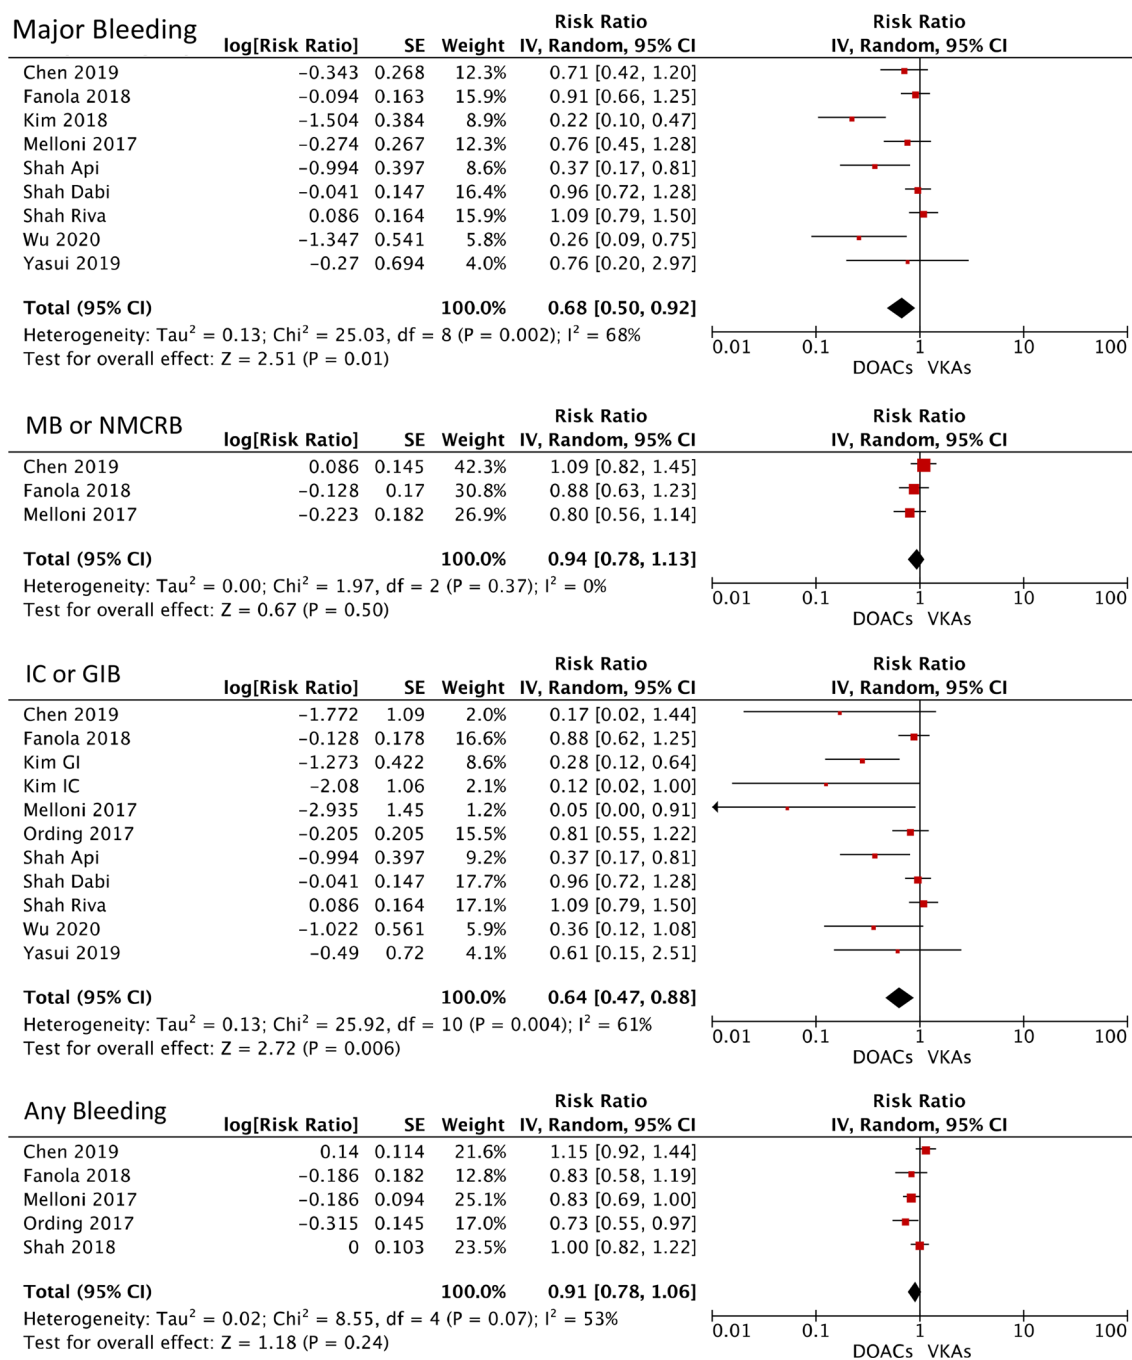 Major Bleeding
Risk Ratio Risk Ratio
log[Risk Ratio] SE Weight IV, Random, 95% CI IV, Random, 95% CI
Chen 2019 −0.343 0.268 12.3% 0.71 [0.42, 1.20]
Fanola 2018 −0.094 0.163 15.9% 0.91 [0.66, 1.25]
Kim 2018 −1.504 0.384 8.9% 0.22 [0.10, 0.47]
Melloni 2017 −0.274 0.267 12.3% 0.76 [0.45, 1.28]
Shah Api −0.994 0.397 8.6% 0.37 [0.17, 0.81]
Shah Dabi −0.041 0.147 16.4% 0.96 [0.72, 1.28]
Shah Riva 0.086 0.164 15.9% 1.09 [0.79, 1.50]
Wu 2020 −1.347 0.541 5.8% 0.26 [0.09, 0.75]
Yasui 2019 −0.27 0.694 4.0% 0.76 [0.20, 2.97]
Total (95% CI) 100.0% 0.68 [0.50, 0.92]
Heterogeneity: Tau² = 0.13; Chi² = 25.03, df = 8 (P = 0.002); I² = 68%
Test for overall effect: Z = 2.51 (P = 0.01)
0.01 0.1 1 10 100
DOACs VKAs
MB or NMCRB
Risk Ratio Risk Ratio
log[Risk Ratio] SE Weight IV, Random, 95% CI IV, Random, 95% CI
Chen 2019 0.086 0.145 42.3% 1.09 [0.82, 1.45]
Fanola 2018 −0.128 0.17 30.8% 0.88 [0.63, 1.23]
Melloni 2017 −0.223 0.182 26.9% 0.80 [0.56, 1.14]
Total (95% CI) 100.0% 0.94 [0.78, 1.13]
Heterogeneity: Tau² = 0.00; Chi² = 1.97, df = 2 (P = 0.37); I² = 0%
Test for overall effect: Z = 0.67 (P = 0.50)
0.01 0.1 1 10 100
DOACs VKAs
IC or GIB
Risk Ratio Risk Ratio
log[Risk Ratio] SE Weight IV, Random, 95% CI IV, Random, 95% CI
Chen 2019 −1.772 1.09 2.0% 0.17 [0.02, 1.44]
Fanola 2018 −0.128 0.178 16.6% 0.88 [0.62, 1.25]
Kim GI −1.273 0.422 8.6% 0.28 [0.12, 0.64]
Kim IC −2.08 1.06 2.1% 0.12 [0.02, 1.00]
Melloni 2017 −2.935 1.45 1.2% 0.05 [0.00, 0.91]
Ording 2017 −0.205 0.205 15.5% 0.81 [0.55, 1.22]
Shah Api −0.994 0.397 9.2% 0.37 [0.17, 0.81]
Shah Dabi −0.041 0.147 17.7% 0.96 [0.72, 1.28]
Shah Riva 0.086 0.164 17.1% 1.09 [0.79, 1.50]
Wu 2020 −1.022 0.561 5.9% 0.36 [0.12, 1.08]
Yasui 2019 −0.49 0.72 4.1% 0.61 [0.15, 2.51]
Total (95% CI) 100.0% 0.64 [0.47, 0.88]
Heterogeneity: Tau² = 0.13; Chi² = 25.92, df = 10 (P = 0.004); I² = 61%
Test for overall effect: Z = 2.72 (P = 0.006)
0.01 0.1 1 10 100
DOACs VKAs
Any Bleeding
Risk Ratio Risk Ratio
log[Risk Ratio] SE Weight IV, Random, 95% CI IV, Random, 95% CI
Chen 2019 0.14 0.114 21.6% 1.15 [0.92, 1.44]
Fanola 2018 −0.186 0.182 12.8% 0.83 [0.58, 1.19]
Melloni 2017 −0.186 0.094 25.1% 0.83 [0.69, 1.00]
Ording 2017 −0.315 0.145 17.0% 0.73 [0.55, 0.97]
Shah 2018 0 0.103 23.5% 1.00 [0.82, 1.22]
Total (95% CI) 100.0% 0.91 [0.78, 1.06]
Heterogeneity: Tau² = 0.02; Chi² = 8.55, df = 4 (P = 0.07); I² = 53%
Test for overall effect: Z = 1.18 (P = 0.24)
0.01 0.1 1 10 100
DOACs VKAs